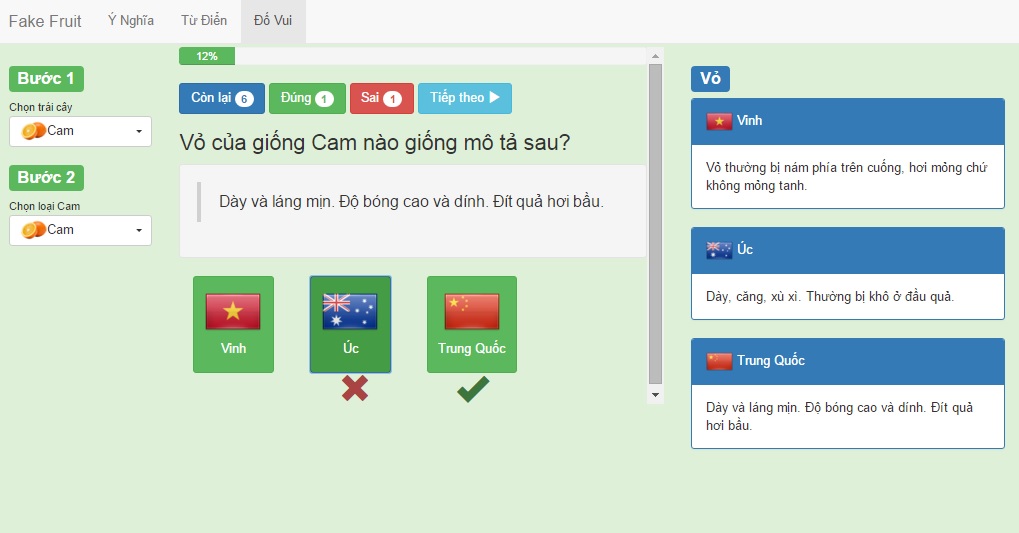 Fake Fruit Ý Nghĩa Từ Điển Đố Vui
Bước 1
Chọn trái cây
Cam
Bước 2
Chọn loại Cam
Cam
12%
Còn lại 6 Đúng 1 Sai 1 Tiếp theo
Vỏ của giống Cam nào giống mô tả sau?
Dày và láng mịn. Độ bóng cao và dính. Đít quả hơi bầu.
Vinh Úc Trung Quốc
Vỏ
Vinh
Vỏ thường bị nám phía trên cuống, hơi mỏng chứ
không mỏng tanh.
Úc
Dày, căng, xù xì. Thường bị khô ở đầu quả.
Trung Quốc
Dày và láng mịn. Độ bóng cao và dính. Đít quả
hơi bầu.